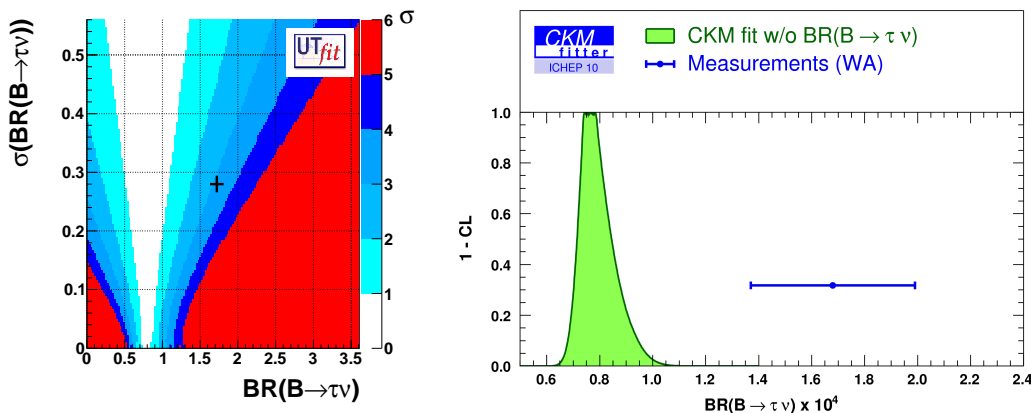 σ(BR(B→τν))
0.5
0.4
0.3
0.2
0.1
0
UT
fit
6 σ
5
4
3
2
1
0
0 0.5 1 1.5 2 2.5 3 3.5
BR(B→τν)
CKM
fitter
ICHEP 10
CKM fit w/o BR(B → τ ν)
Measurements (WA)
1 - CL
1.0
0.8
0.6
0.4
0.2
0.0
0.6 0.8 1.0 1.2 1.4 1.6 1.8 2.0 2.2 2.4
BR(B → τ ν) x 10⁴